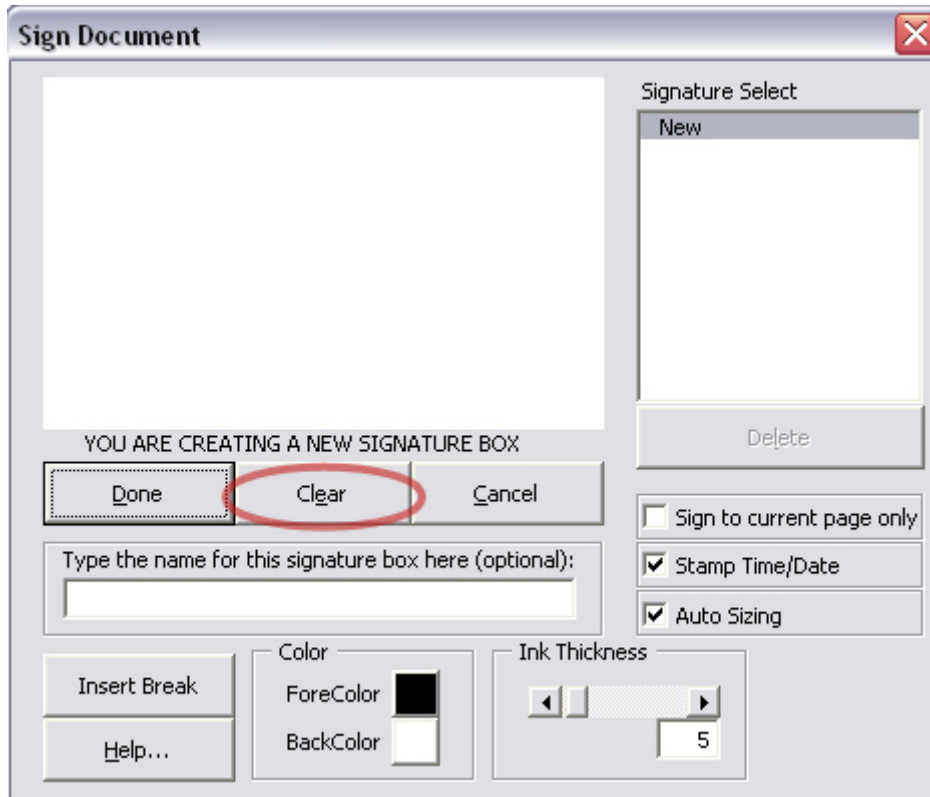 Sign Document
Signature Select
New
YOU ARE CREATING A NEW SIGNATURE BOX
Delete
Done
Clear
Cancel
Sign to current page only
Type the name for this signature box here (optional):
Stamp Time/Date
Auto Sizing
Insert Break
Help...
Color
ForeColor
BackColor
Ink Thickness
5